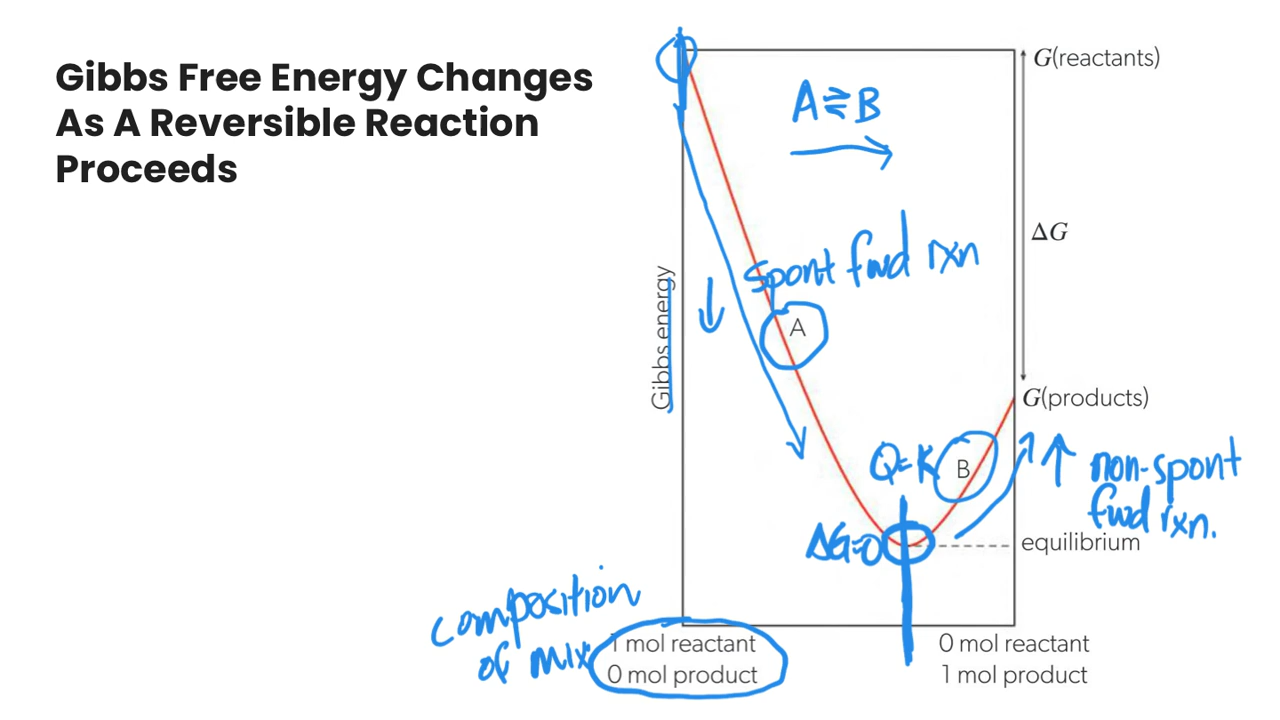 Gibbs Free Energy Changes
As A Reversible Reaction
Proceeds
G(reactants)
A ⇌ B
ΔG
spont fwd rxn
Gibbs energy
A
G(products)
Q=K
B
non-spont
fwd rxn.
ΔG=0
equilibrium
composition
of mix
1 mol reactant
0 mol product
0 mol reactant
1 mol product